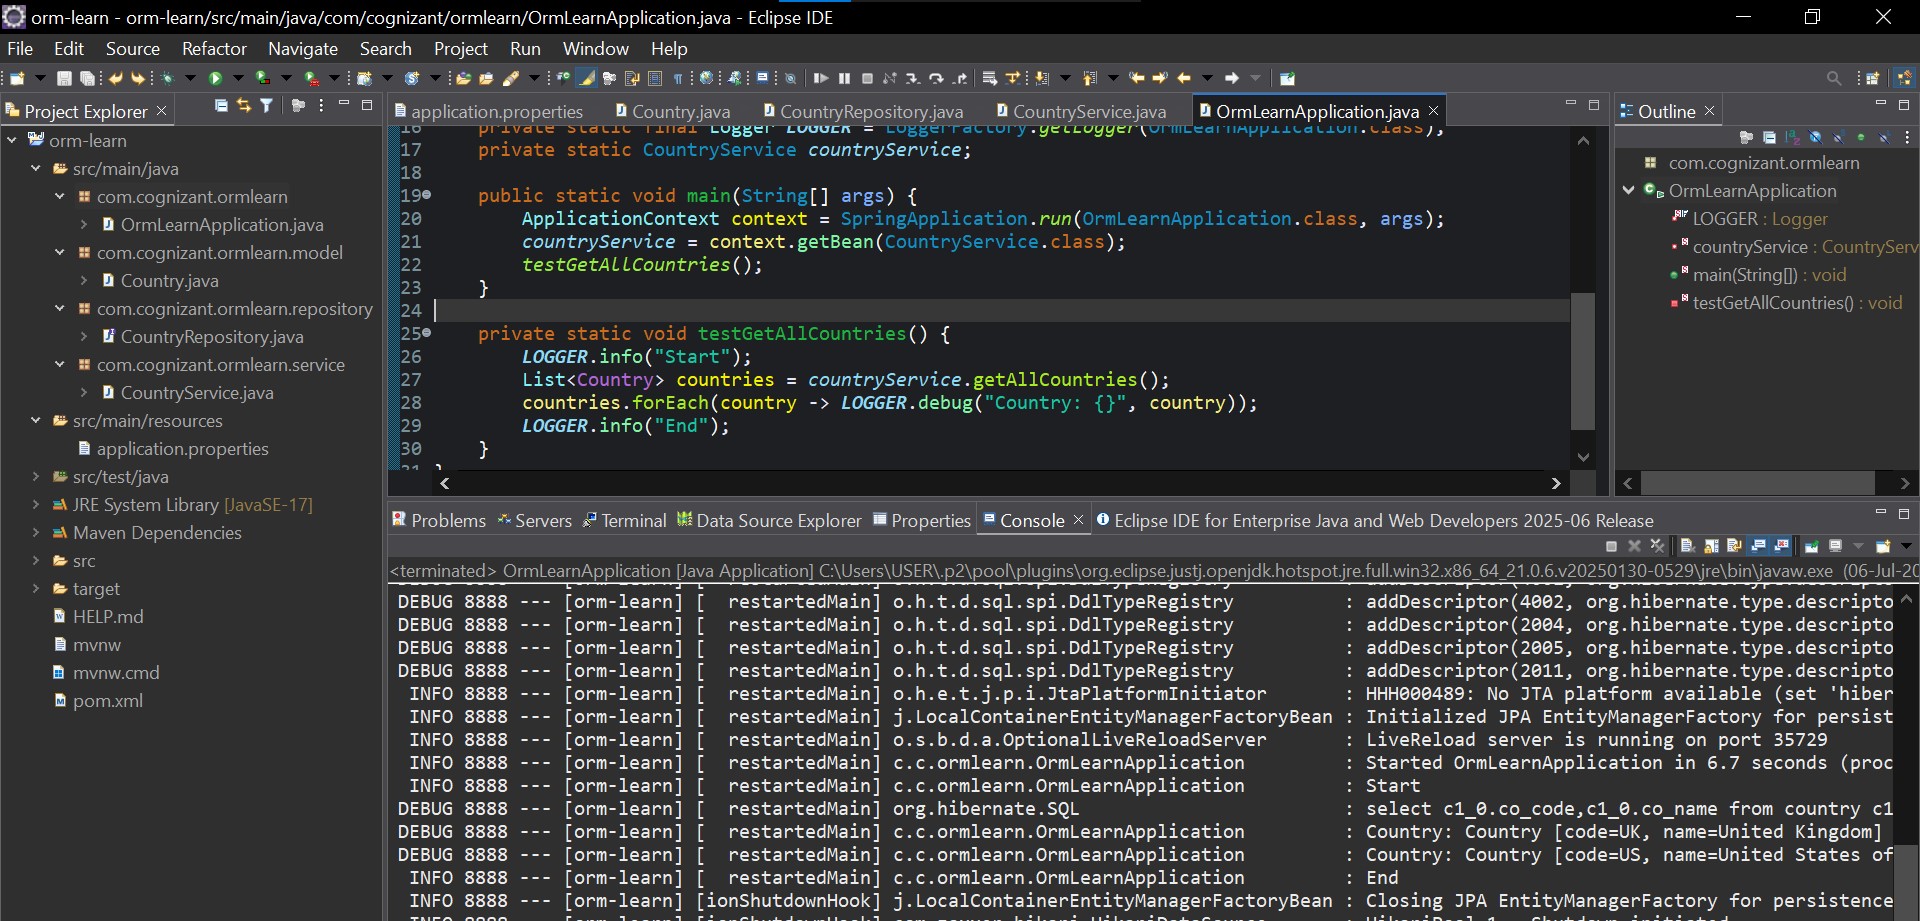 orm-learn - orm-learn/src/main/java/com/cognizant/ormlearn/OrmLearnApplication.java - Eclipse IDE
File Edit Source Refactor Navigate Search Project Run Window Help
Project Explorer
orm-learn
src/main/java
com.cognizant.ormlearn
OrmLearnApplication.java
com.cognizant.ormlearn.model
Country.java
com.cognizant.ormlearn.repository
CountryRepository.java
com.cognizant.ormlearn.service
CountryService.java
src/main/resources
application.properties
src/test/java
JRE System Library [JavaSE-17]
Maven Dependencies
src
target
HELP.md
mvnw
mvnw.cmd
pom.xml
application.properties Country.java CountryRepository.java CountryService.java OrmLearnApplication.java
16 private static final Logger LOGGER = LoggerFactory.getLogger(OrmLearnApplication.class);
17 private static CountryService countryService;
18
19 public static void main(String[] args) {
20 ApplicationContext context = SpringApplication.run(OrmLearnApplication.class, args);
21 countryService = context.getBean(CountryService.class);
22 testGetAllCountries();
23 }
24
25 private static void testGetAllCountries() {
26 LOGGER.info("Start");
27 List<Country> countries = countryService.getAllCountries();
28 countries.forEach(country -> LOGGER.debug("Country: {}", country));
29 LOGGER.info("End");
30 }
31 }
Outline
com.cognizant.ormlearn
OrmLearnApplication
LOGGER : Logger
countryService : CountryServ
main(String[]) : void
testGetAllCountries() : void
Problems Servers Terminal Data Source Explorer Properties Console Eclipse IDE for Enterprise Java and Web Developers 2025-06 Release
<terminated> OrmLearnApplication [Java Application] C:\Users\USER\.p2\pool\plugins\org.eclipse.justj.openjdk.hotspot.jre.full.win32.x86_64_21.0.6.v20250130-0529\jre\bin\javaw.exe (06-Jul-20
DEBUG 8888 --- [orm-learn] [ restartedMain] o.h.t.d.sql.spi.DdlTypeRegistry : addDescriptor(4002, org.hibernate.type.descripto
DEBUG 8888 --- [orm-learn] [ restartedMain] o.h.t.d.sql.spi.DdlTypeRegistry : addDescriptor(2004, org.hibernate.type.descripto
DEBUG 8888 --- [orm-learn] [ restartedMain] o.h.t.d.sql.spi.DdlTypeRegistry : addDescriptor(2005, org.hibernate.type.descripto
DEBUG 8888 --- [orm-learn] [ restartedMain] o.h.t.d.sql.spi.DdlTypeRegistry : addDescriptor(2011, org.hibernate.type.descripto
INFO 8888 --- [orm-learn] [ restartedMain] o.h.e.t.j.p.i.JtaPlatformInitiator : HHH000489: No JTA platform available (set 'hiber
INFO 8888 --- [orm-learn] [ restartedMain] j.LocalContainerEntityManagerFactoryBean : Initialized JPA EntityManagerFactory for persist
INFO 8888 --- [orm-learn] [ restartedMain] o.s.b.d.a.OptionalLiveReloadServer : LiveReload server is running on port 35729
INFO 8888 --- [orm-learn] [ restartedMain] c.c.ormlearn.OrmLearnApplication : Started OrmLearnApplication in 6.7 seconds (proc
INFO 8888 --- [orm-learn] [ restartedMain] c.c.ormlearn.OrmLearnApplication : Start
DEBUG 8888 --- [orm-learn] [ restartedMain] org.hibernate.SQL : select c1_0.co_code,c1_0.co_name from country c1
DEBUG 8888 --- [orm-learn] [ restartedMain] c.c.ormlearn.OrmLearnApplication : Country: Country [code=UK, name=United Kingdom]
DEBUG 8888 --- [orm-learn] [ restartedMain] c.c.ormlearn.OrmLearnApplication : Country: Country [code=US, name=United States of
INFO 8888 --- [orm-learn] [ restartedMain] c.c.ormlearn.OrmLearnApplication : End
INFO 8888 --- [orm-learn] [ionShutdownHook] j.LocalContainerEntityManagerFactoryBean : Closing JPA EntityManagerFactory for persistence